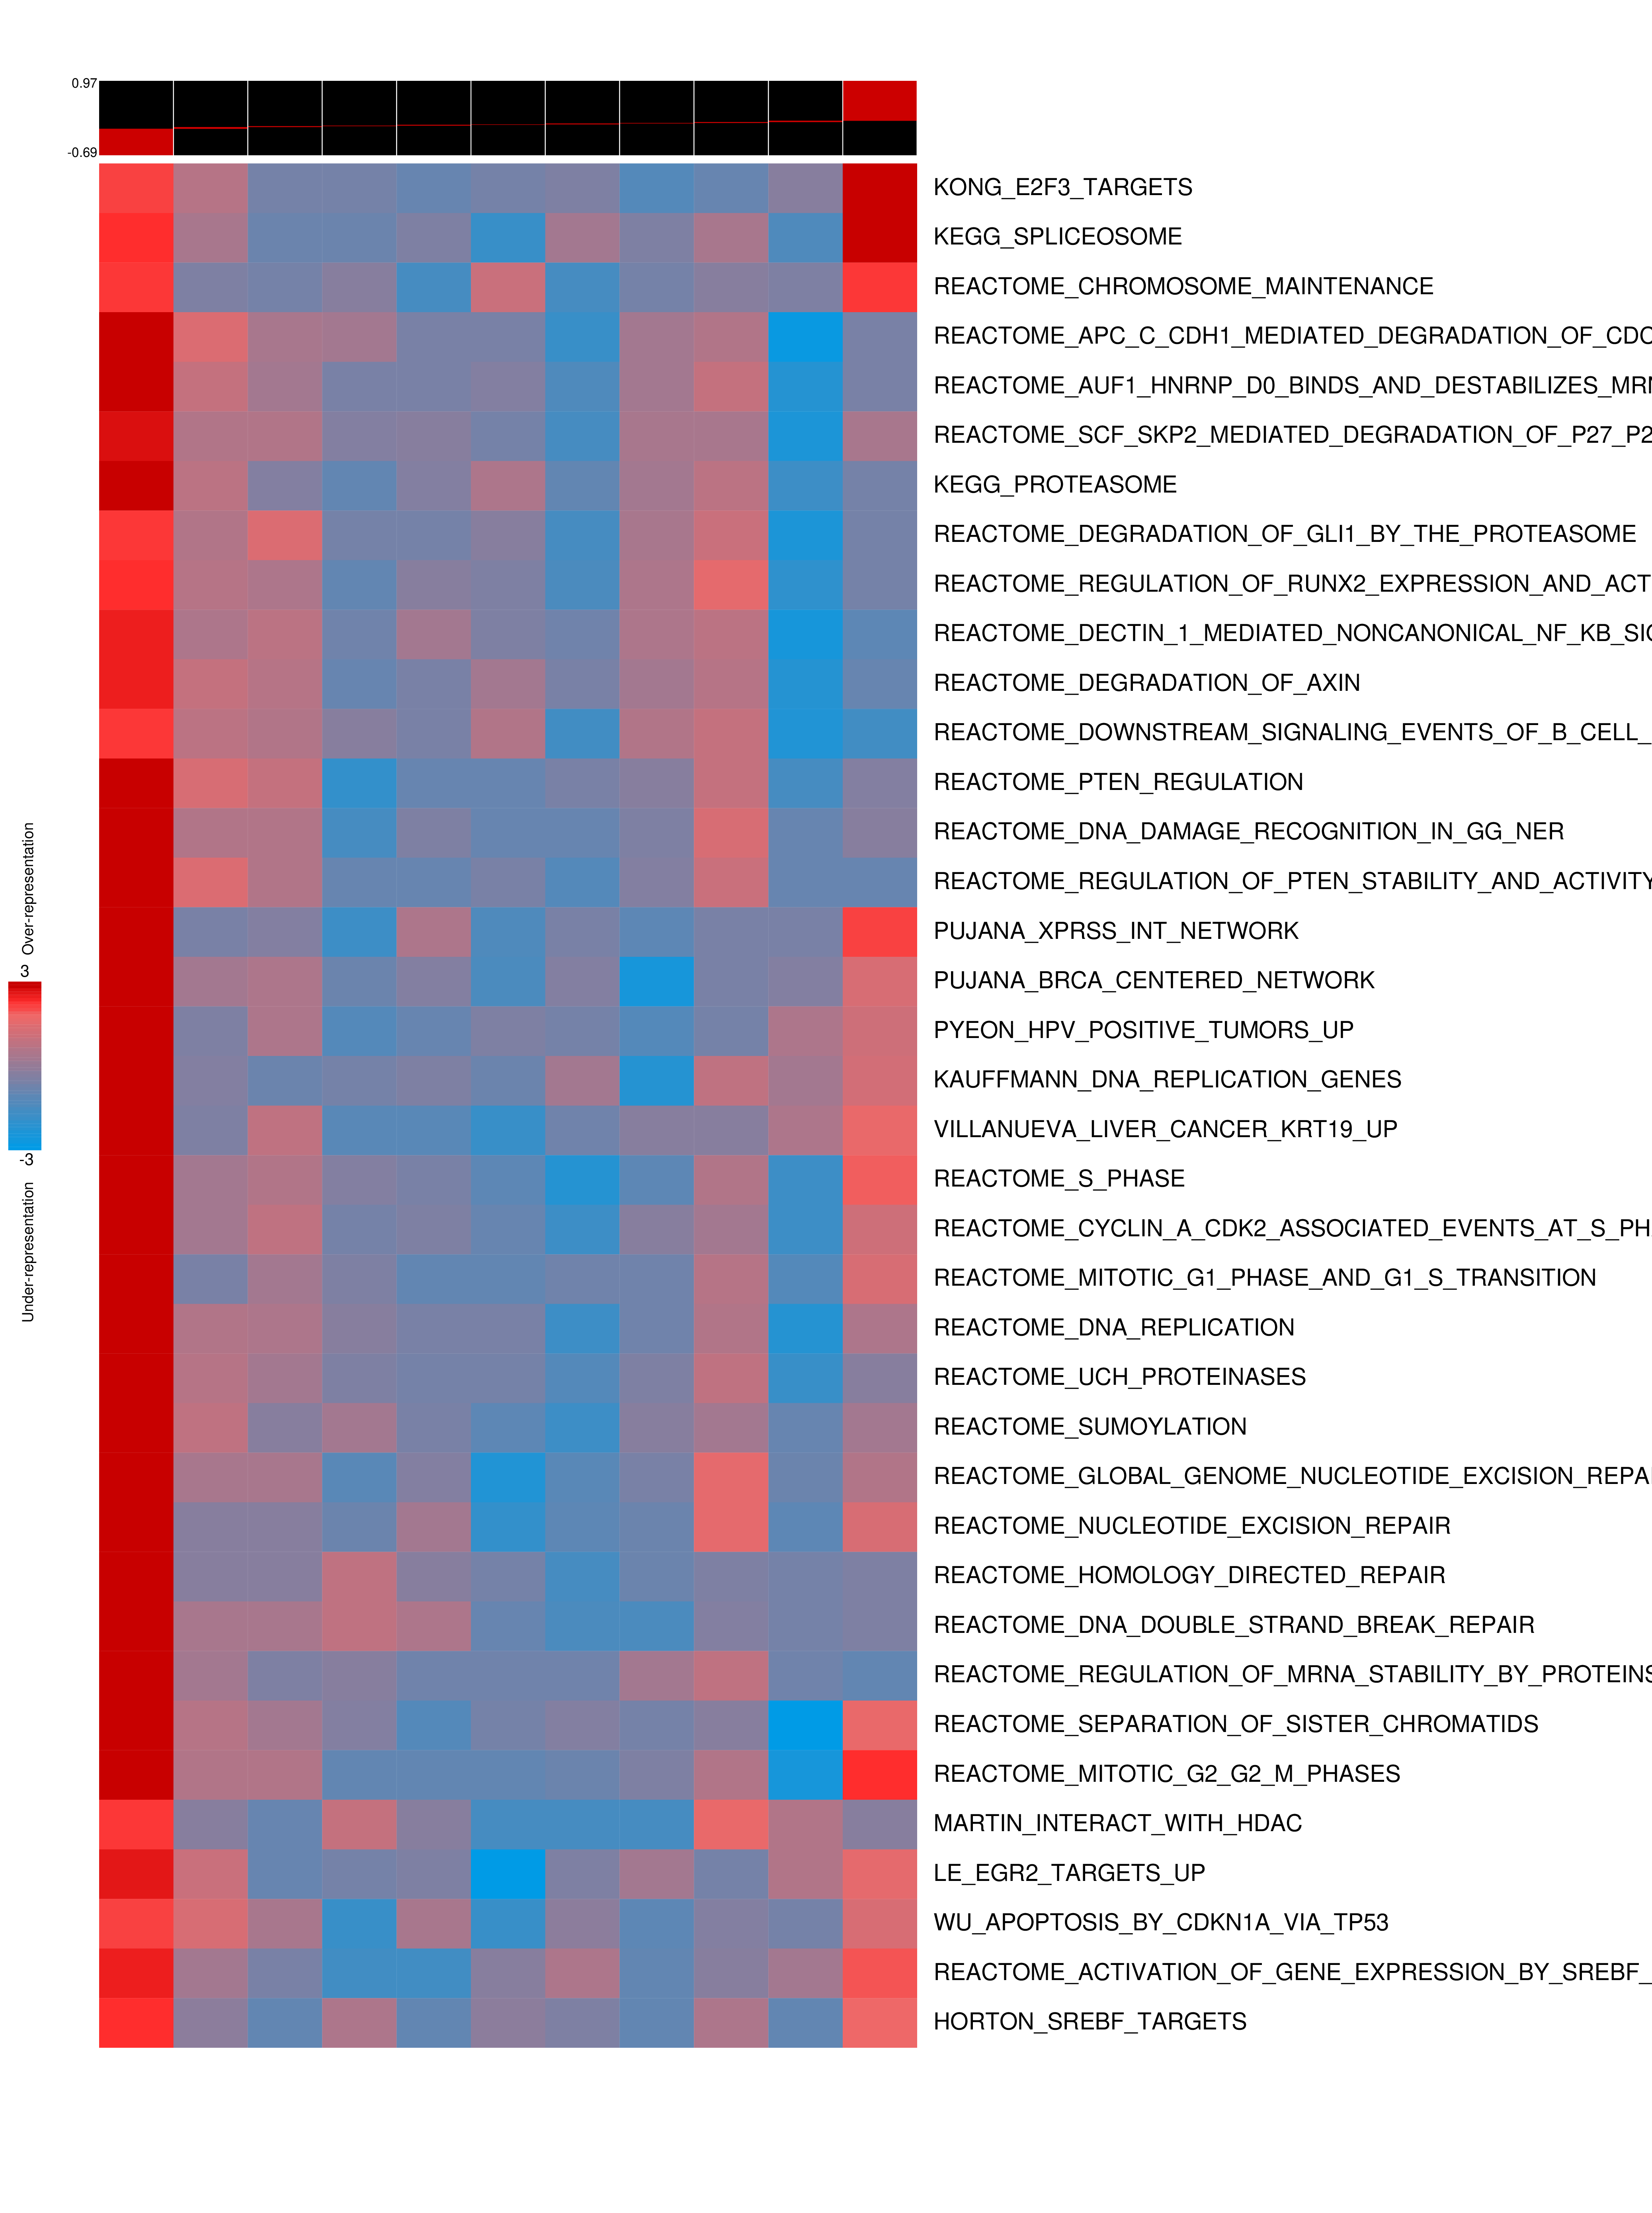 0.97
-0.69
KONG_E2F3_TARGETS
KEGG_SPLICEOSOME
REACTOME_CHROMOSOME_MAINTENANCE
REACTOME_APC_C_CDH1_MEDIATED_DEGRADATION_OF_CDC
REACTOME_AUF1_HNRNP_D0_BINDS_AND_DESTABILIZES_MRN
REACTOME_SCF_SKP2_MEDIATED_DEGRADATION_OF_P27_P2
KEGG_PROTEASOME
REACTOME_DEGRADATION_OF_GLI1_BY_THE_PROTEASOME
REACTOME_REGULATION_OF_RUNX2_EXPRESSION_AND_ACT
REACTOME_DECTIN_1_MEDIATED_NONCANONICAL_NF_KB_SIG
REACTOME_DEGRADATION_OF_AXIN
REACTOME_DOWNSTREAM_SIGNALING_EVENTS_OF_B_CELL_
REACTOME_PTEN_REGULATION
REACTOME_DNA_DAMAGE_RECOGNITION_IN_GG_NER
REACTOME_REGULATION_OF_PTEN_STABILITY_AND_ACTIVITY
PUJANA_XPRSS_INT_NETWORK
PUJANA_BRCA_CENTERED_NETWORK
PYEON_HPV_POSITIVE_TUMORS_UP
KAUFFMANN_DNA_REPLICATION_GENES
VILLANUEVA_LIVER_CANCER_KRT19_UP
REACTOME_S_PHASE
REACTOME_CYCLIN_A_CDK2_ASSOCIATED_EVENTS_AT_S_PH
REACTOME_MITOTIC_G1_PHASE_AND_G1_S_TRANSITION
REACTOME_DNA_REPLICATION
REACTOME_UCH_PROTEINASES
REACTOME_SUMOYLATION
REACTOME_GLOBAL_GENOME_NUCLEOTIDE_EXCISION_REPA
REACTOME_NUCLEOTIDE_EXCISION_REPAIR
REACTOME_HOMOLOGY_DIRECTED_REPAIR
REACTOME_DNA_DOUBLE_STRAND_BREAK_REPAIR
REACTOME_REGULATION_OF_MRNA_STABILITY_BY_PROTEINS
REACTOME_SEPARATION_OF_SISTER_CHROMATIDS
REACTOME_MITOTIC_G2_G2_M_PHASES
MARTIN_INTERACT_WITH_HDAC
LE_EGR2_TARGETS_UP
WU_APOPTOSIS_BY_CDKN1A_VIA_TP53
REACTOME_ACTIVATION_OF_GENE_EXPRESSION_BY_SREBF_
HORTON_SREBF_TARGETS
Over-representation
3
-3
Under-representation